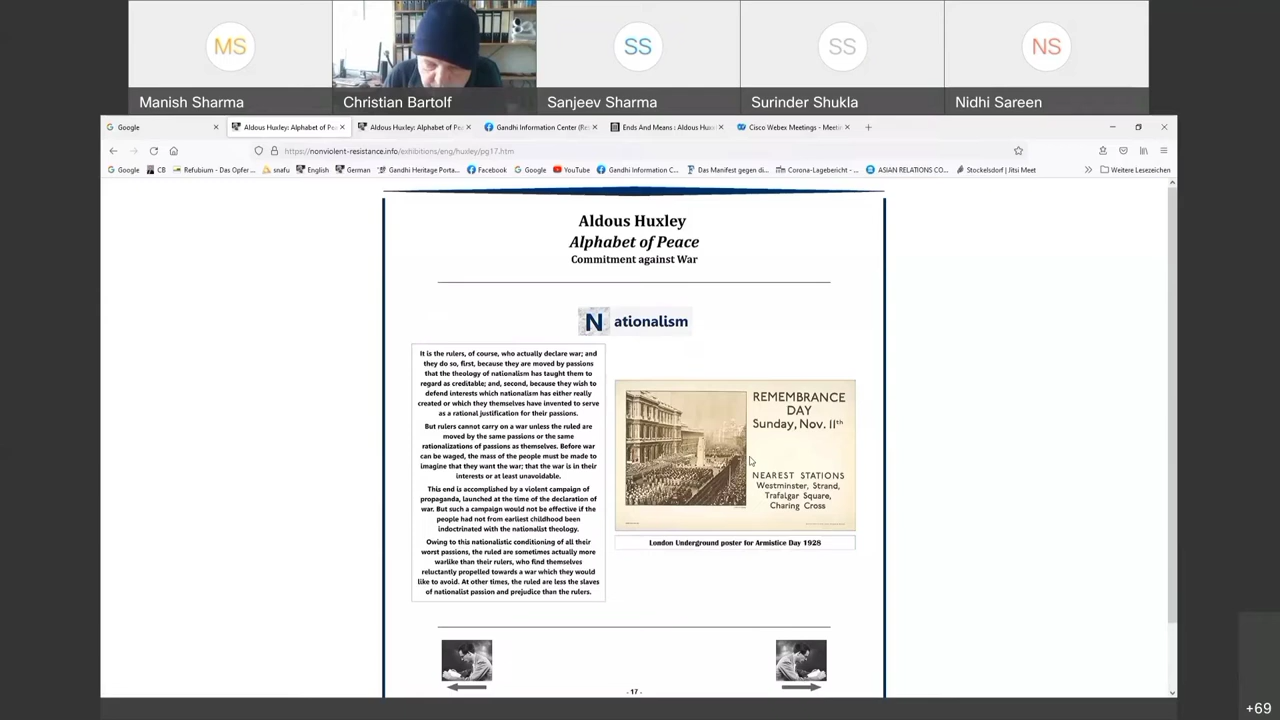 MS
SS
SS
NS
Manish Sharma
Christian Bartolf
Sanjeev Sharma
Surinder Shukla
Nidhi Sareen
Google
Aldous Huxley: Alphabet of Pe
Aldous Huxley: Alphabet of Pe
Gandhi Information Center (Re
Ends And Means : Aldous Hux
Cisco Webex Meetings - Meeti
https://nonviolent-resistance.info/exhibitions/eng/huxley/pg17.htm
Google
CB
Refubium - Das Opfer ...
snafu
English
German
Gandhi Heritage Porta...
Facebook
Google
YouTube
Gandhi Information C...
Das Manifest gegen di...
Corona-Lagebericht - ...
ASIAN RELATIONS CO...
Stockelsdorf | Jitsi Meet
Weitere Lesezeichen
Aldous Huxley
Alphabet of Peace
Commitment against War
Nationalism
It is the rulers, of course, who actually declare war; and
they do so, first, because they are moved by passions
that the theology of nationalism has taught them to
regard as creditable; and, second, because they wish to
defend interests which nationalism has either really
created or which they themselves have invented to serve
as a rational justification for their passions.
But rulers cannot carry on a war unless the ruled are
moved by the same passions or the same
rationalizations of passions as themselves. Before war
can be waged, the mass of the people must be made to
imagine that they want the war; that the war is in their
interests or at least unavoidable.
This end is accomplished by a violent campaign of
propaganda, launched at the time of the declaration of
war. But such a campaign would not be effective if the
people had not from earliest childhood been
indoctrinated with the nationalist theology.
Owing to this nationalistic conditioning of all their
worst passions, the ruled are sometimes actually more
warlike than their rulers, who find themselves
reluctantly propelled towards a war which they would
like to avoid. At other times, the ruled are less the slaves
of nationalist passion and prejudice than the rulers.
REMEMBRANCE
DAY
Sunday, Nov. 11th
NEAREST STATIONS
Westminster, Strand,
Trafalgar Square,
Charing Cross
London Underground poster for Armistice Day 1928
- 17 -
+69